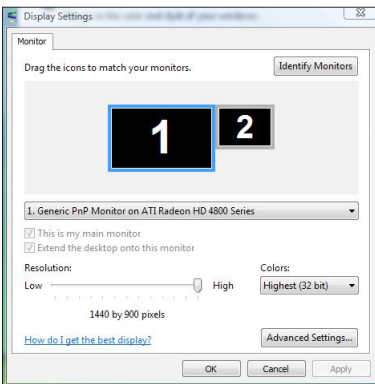 Display Settings
Monitor
Drag the icons to match your monitors.
Identify Monitors
1
2
1. Generic PnP Monitor on ATI Radeon HD 4800 Series
This is my main monitor
Extend the desktop onto this monitor
Resolution:
Colors:
Low
High
Highest (32 bit)
1440 by 900 pixels
How do I get the best display?
Advanced Settings...
OK
Cancel
Apply